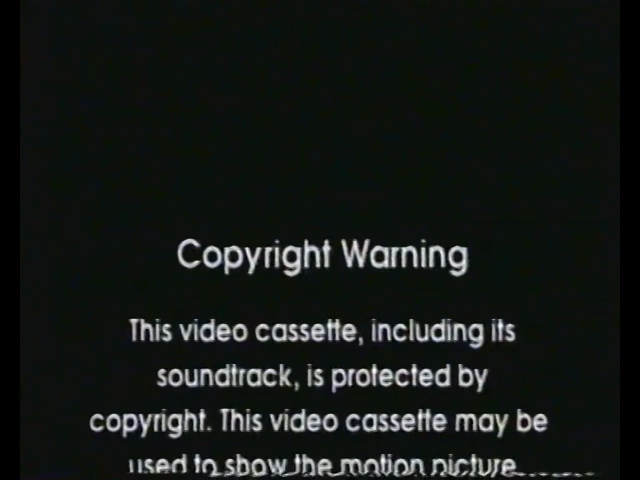 Copyright Warning
This video cassette, including its
soundtrack, is protected by
copyright. This video cassette may be
used to show the motion picture